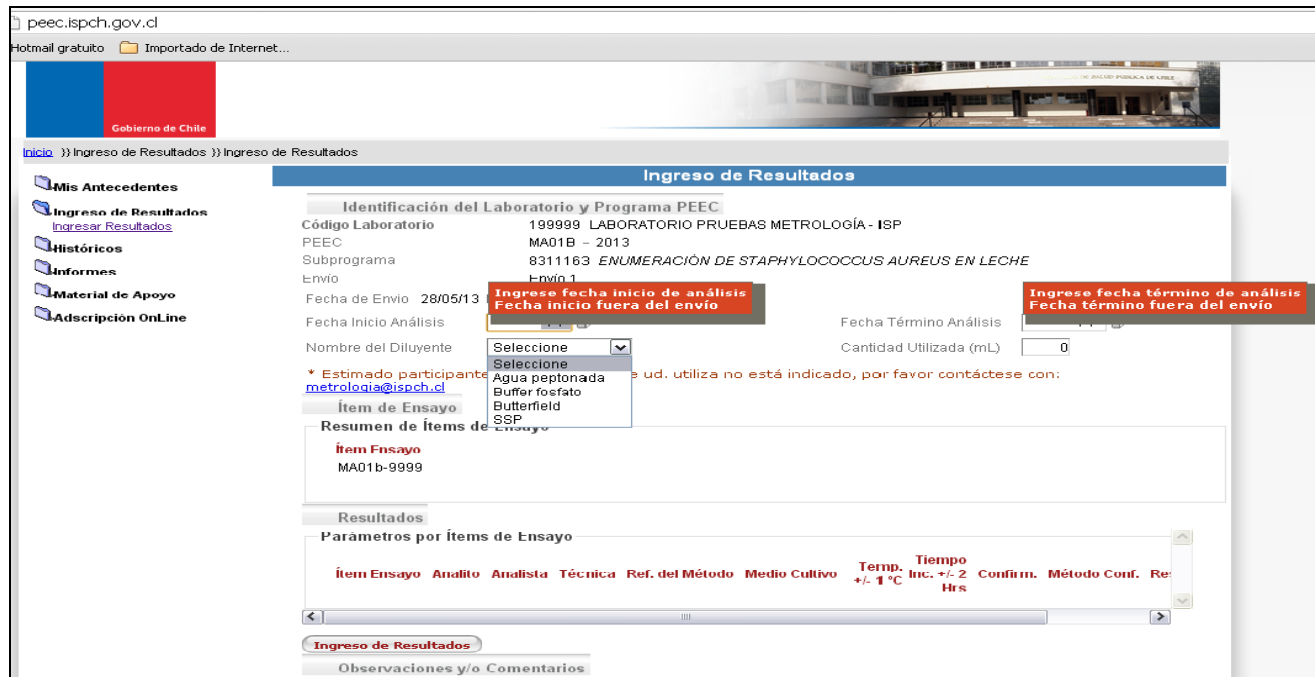 peec.ispch.gov.cl
Hotmail gratuito Importado de Internet...
Gobierno de Chile
DE SALUD PUBLICA DE CHILE
Inicio }} Ingreso de Resultados }} Ingreso de Resultados
Mis Antecedentes
Ingreso de Resultados
Ingresar Resultados
Históricos
Informes
Material de Apoyo
Adscripción OnLine
Ingreso de Resultados
Identificación del Laboratorio y Programa PEEC
Código Laboratorio 199999 LABORATORIO PRUEBAS METROLOGÍA - ISP
PEEC MA01B - 2013
Subprograma 8311163 ENUMERACIÓN DE STAPHYLOCOCCUS AUREUS EN LECHE
Envío Envío 1
Fecha de Envio 28/05/13
Ingrese fecha inicio de análisis
Fecha inicio fuera del envío
Ingrese fecha término de análisis
Fecha término fuera del envío
Fecha Inicio Análisis Fecha Término Análisis
Nombre del Diluyente Seleccione Cantidad Utilizada (mL) 0
Seleccione
Agua peptonada
Buffer fosfato
Butterfield
SSP
* Estimado participante ud. utiliza no está indicado, por favor contáctese con:
metrologia@ispch.cl
Ítem de Ensayo
Resumen de Ítems de Ensayo
Ítem Ensayo
MA01b-9999
Resultados
Parámetros por Ítems de Ensayo
Ítem Ensayo Analito Analista Técnica Ref. del Método Medio Cultivo Temp. +/- 1 °C Tiempo Inc. +/- 2 Hrs Confirm. Método Conf. Re
Ingreso de Resultados
Observaciones y/o Comentarios